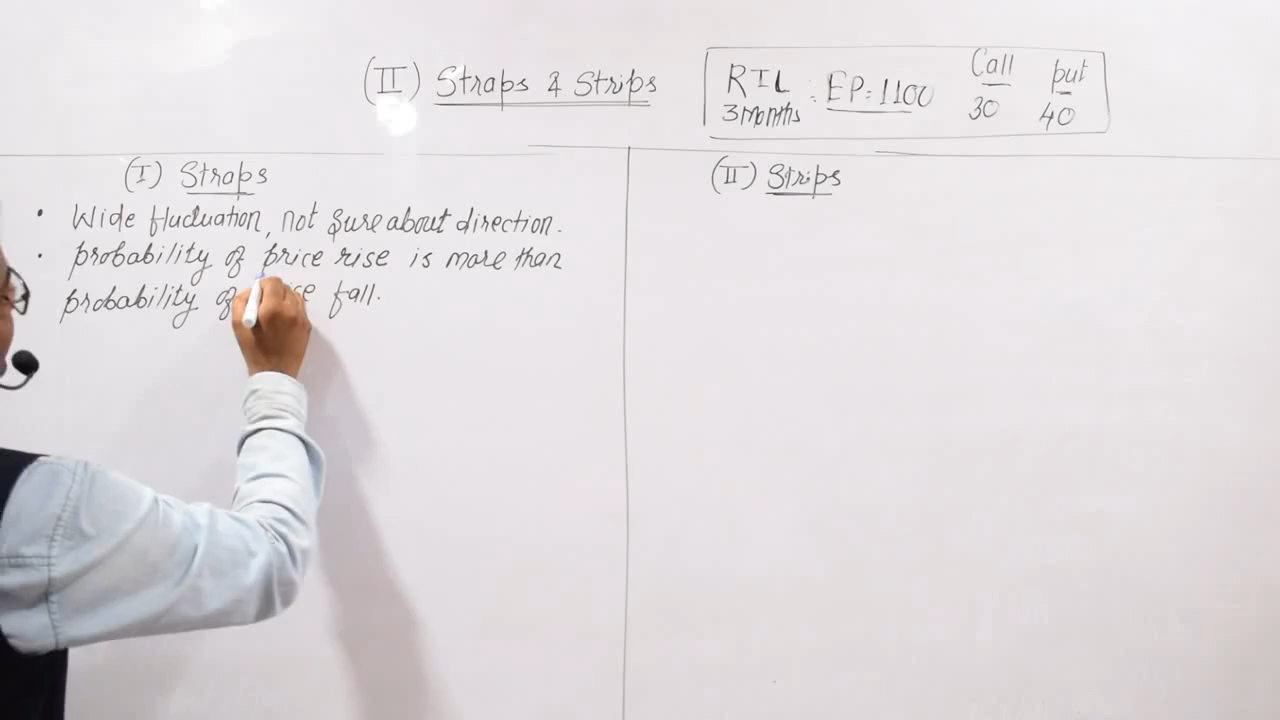 (II) Straps & Strips
RIL : EP=1100 Call put
3 Months 30 40
(I) Straps
• Wide fluctuation, not sure about direction.
• probability of price rise is more than
probability of fall.
(II) Strips